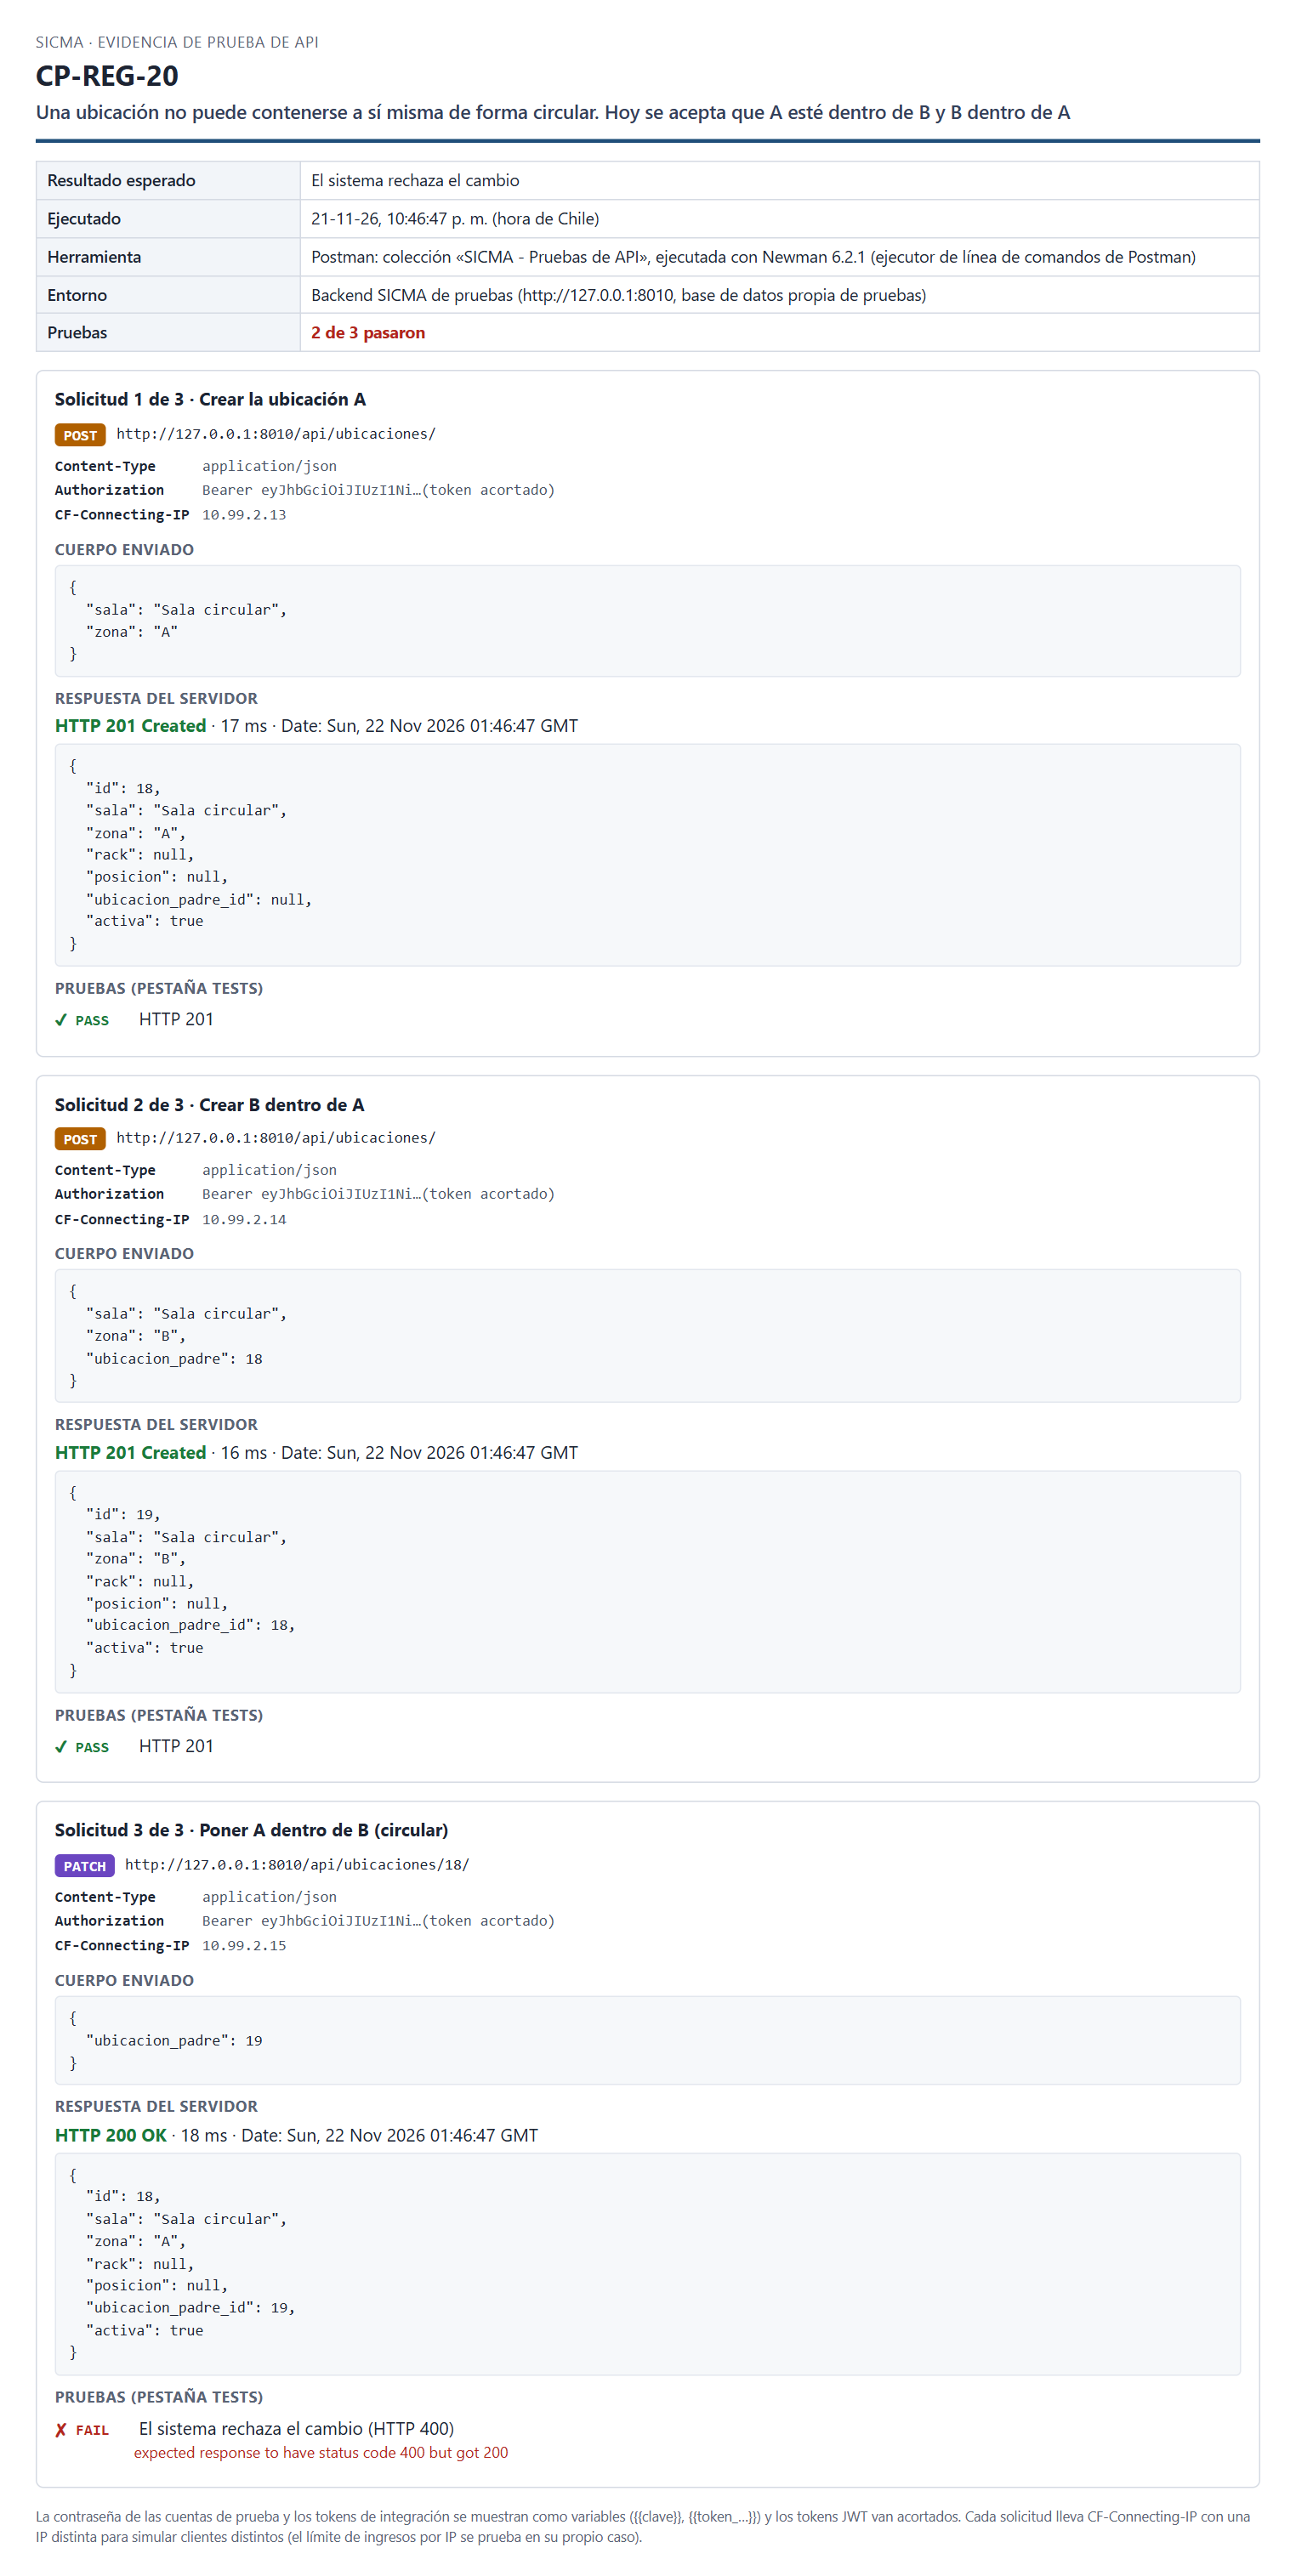 SICMA · EVIDENCIA DE PRUEBA DE API
CP-REG-20
Una ubicación no puede contenerse a sí misma de forma circular. Hoy se acepta que A esté dentro de B y B dentro de A
Resultado esperado El sistema rechaza el cambio
Ejecutado 21-11-26, 10:46:47 p. m. (hora de Chile)
Herramienta Postman: colección «SICMA - Pruebas de API», ejecutada con Newman 6.2.1 (ejecutor de línea de comandos de Postman)
Entorno Backend SICMA de pruebas (http://127.0.0.1:8010, base de datos propia de pruebas)
Pruebas 2 de 3 pasaron
Solicitud 1 de 3 · Crear la ubicación A
POST http://127.0.0.1:8010/api/ubicaciones/
Content-Type application/json
Authorization Bearer eyJhbGciOiJIUzI1Ni…(token acortado)
CF-Connecting-IP 10.99.2.13
CUERPO ENVIADO
{
  "sala": "Sala circular",
  "zona": "A"
}
RESPUESTA DEL SERVIDOR
HTTP 201 Created · 17 ms · Date: Sun, 22 Nov 2026 01:46:47 GMT
{
  "id": 18,
  "sala": "Sala circular",
  "zona": "A",
  "rack": null,
  "posicion": null,
  "ubicacion_padre_id": null,
  "activa": true
}
PRUEBAS (PESTAÑA TESTS)
✓ PASS HTTP 201
Solicitud 2 de 3 · Crear B dentro de A
POST http://127.0.0.1:8010/api/ubicaciones/
Content-Type application/json
Authorization Bearer eyJhbGciOiJIUzI1Ni…(token acortado)
CF-Connecting-IP 10.99.2.14
CUERPO ENVIADO
{
  "sala": "Sala circular",
  "zona": "B",
  "ubicacion_padre": 18
}
RESPUESTA DEL SERVIDOR
HTTP 201 Created · 16 ms · Date: Sun, 22 Nov 2026 01:46:47 GMT
{
  "id": 19,
  "sala": "Sala circular",
  "zona": "B",
  "rack": null,
  "posicion": null,
  "ubicacion_padre_id": 18,
  "activa": true
}
PRUEBAS (PESTAÑA TESTS)
✓ PASS HTTP 201
Solicitud 3 de 3 · Poner A dentro de B (circular)
PATCH http://127.0.0.1:8010/api/ubicaciones/18/
Content-Type application/json
Authorization Bearer eyJhbGciOiJIUzI1Ni…(token acortado)
CF-Connecting-IP 10.99.2.15
CUERPO ENVIADO
{
  "ubicacion_padre": 19
}
RESPUESTA DEL SERVIDOR
HTTP 200 OK · 18 ms · Date: Sun, 22 Nov 2026 01:46:47 GMT
{
  "id": 18,
  "sala": "Sala circular",
  "zona": "A",
  "rack": null,
  "posicion": null,
  "ubicacion_padre_id": 19,
  "activa": true
}
PRUEBAS (PESTAÑA TESTS)
✗ FAIL El sistema rechaza el cambio (HTTP 400)
expected response to have status code 400 but got 200
La contraseña de las cuentas de prueba y los tokens de integración se muestran como variables ({{clave}}, {{token_…}}) y los tokens JWT van acortados. Cada solicitud lleva CF-Connecting-IP con una
IP distinta para simular clientes distintos (el límite de ingresos por IP se prueba en su propio caso).